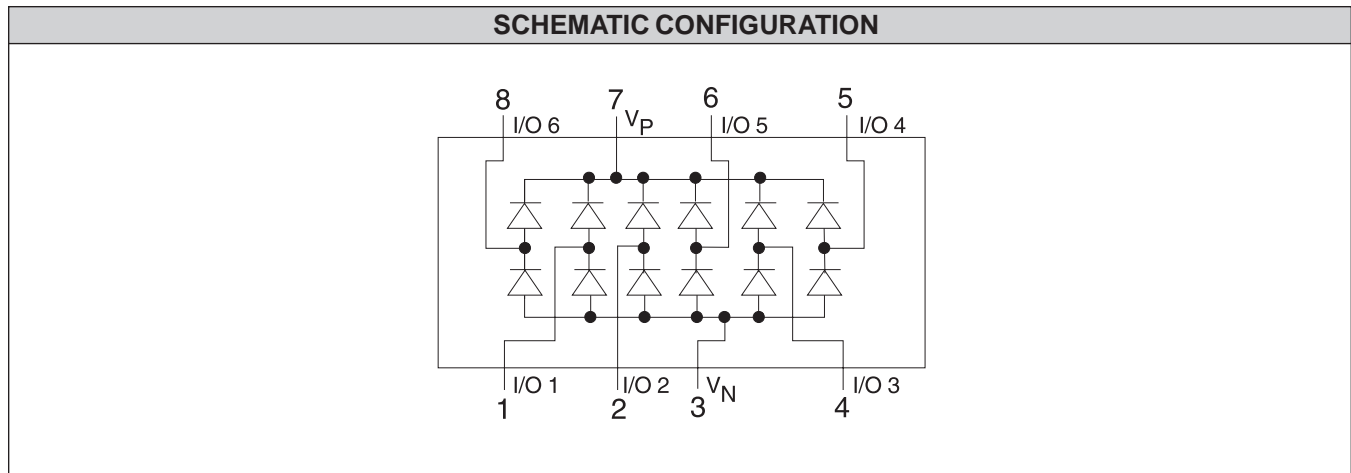 SCHEMATIC CONFIGURATION
8 7 6 5
I/O 6 VP I/O 5 I/O 4
I/O 1 I/O 2 VN I/O 3
1 2 3 4